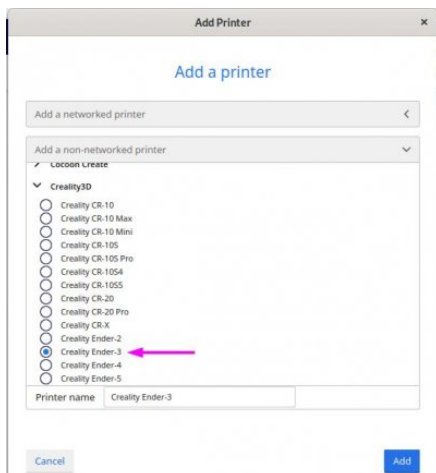 Add Printer
Add a printer
Add a networked printer
Add a non-networked printer
Cocoon Create
Creality3D
Creality CR-10
Creality CR-10 Max
Creality CR-10 Mini
Creality CR-10S
Creality CR-10S Pro
Creality CR-10S4
Creality CR-10S5
Creality CR-20
Creality CR-20 Pro
Creality CR-X
Creality Ender-2
Creality Ender-3
Creality Ender-4
Creality Ender-5
Printer name Creality Ender-3
Cancel Add